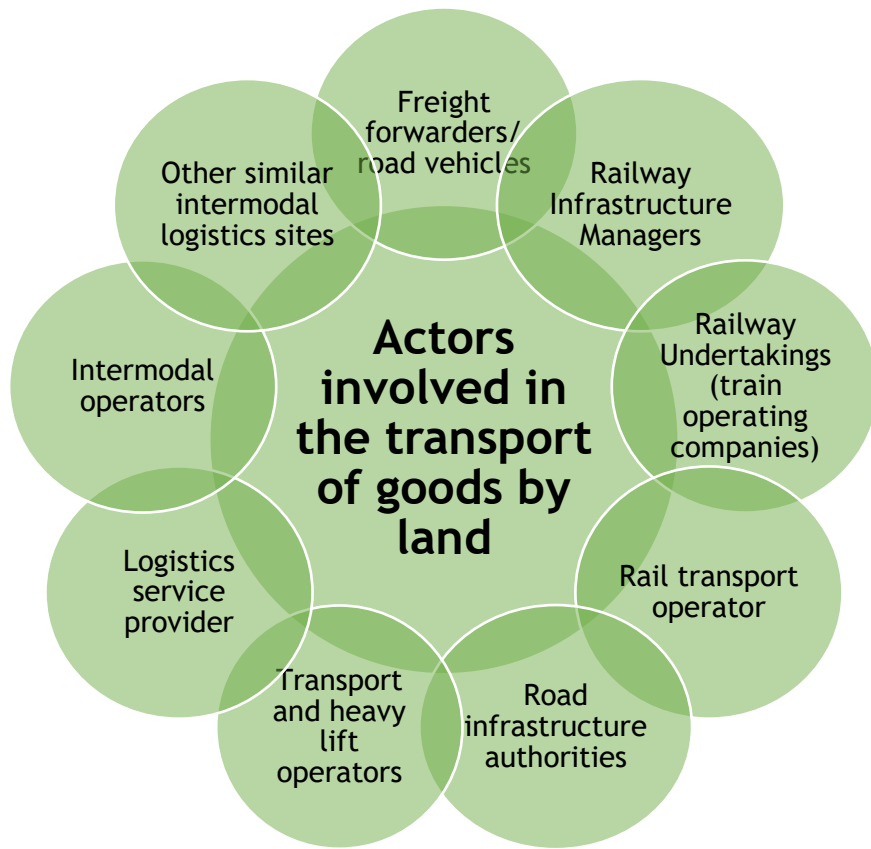 Freight
forwarders/
road vehicles
Railway
Infrastructure
Managers
Railway
Undertakings
(train
operating
companies)
Rail transport
operator
Road
infrastructure
authorities
Transport
and heavy
lift
operators
Logistics
service
provider
Intermodal
operators
Other similar
intermodal
logistics sites
Actors
involved in
the transport
of goods by
land